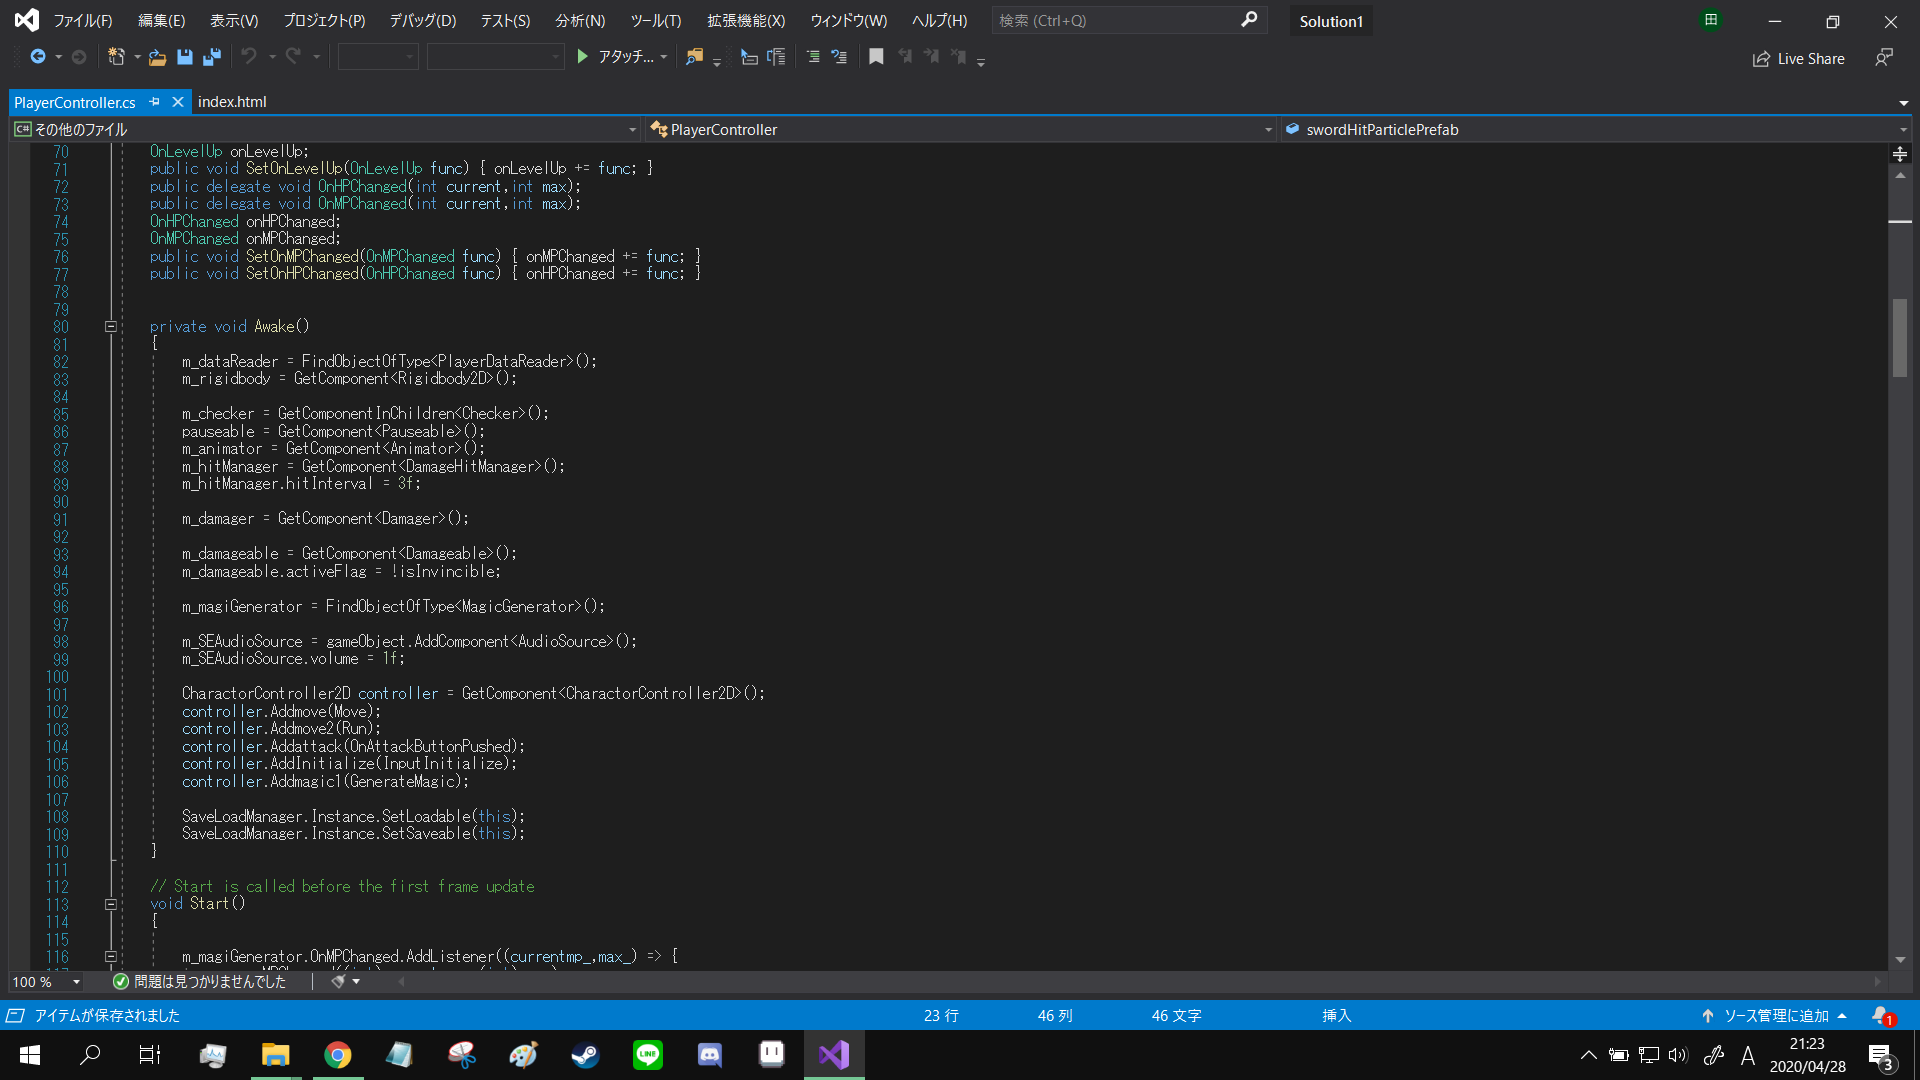 ファイル(F) 編集(E) 表示(V) プロジェクト(P) デバッグ(D) テスト(S) 分析(N) ツール(T) 拡張機能(X) ウィンドウ(W) ヘルプ(H) 検索 (Ctrl+Q) Solution1
アタッチ... Live Share
PlayerController.cs index.html
C# その他のファイル PlayerController swordHitParticlePrefab
70 OnLevelUp onLevelUp;
71 public void SetOnLevelUp(OnLevelUp func) { onLevelUp += func; }
72 public delegate void OnHPChanged(int current,int max);
73 public delegate void OnMPChanged(int current,int max);
74 OnHPChanged onHPChanged;
75 OnMPChanged onMPChanged;
76 public void SetOnMPChanged(OnMPChanged func) { onMPChanged += func; }
77 public void SetOnHPChanged(OnHPChanged func) { onHPChanged += func; }
78
79
80 private void Awake()
81 {
82 m_dataReader = FindObjectOfType<PlayerDataReader>();
83 m_rigidbody = GetComponent<Rigidbody2D>();
84
85 m_checker = GetComponentInChildren<Checker>();
86 pauseable = GetComponent<Pauseable>();
87 m_animator = GetComponent<Animator>();
88 m_hitManager = GetComponent<DamageHitManager>();
89 m_hitManager.hitInterval = 3f;
90
91 m_damager = GetComponent<Damager>();
92
93 m_damageable = GetComponent<Damageable>();
94 m_damageable.activeFlag = !isInvincible;
95
96 m_magiGenerator = FindObjectOfType<MagicGenerator>();
97
98 m_SEAudioSource = gameObject.AddComponent<AudioSource>();
99 m_SEAudioSource.volume = 1f;
100
101 CharactorController2D controller = GetComponent<CharactorController2D>();
102 controller.Addmove(Move);
103 controller.Addmove2(Run);
104 controller.Addattack(OnAttackButtonPushed);
105 controller.AddInitialize(InputInitialize);
106 controller.Addmagic1(GenerateMagic);
107
108 SaveLoadManager.Instance.SetLoadable(this);
109 SaveLoadManager.Instance.SetSaveable(this);
110 }
111
112 // Start is called before the first frame update
113 void Start()
114 {
115
116 m_magiGenerator.OnMPChanged.AddListener((currentmp_,max_) => {
100 % 問題は見つかりませんでした
アイテムが保存されました 23 行 46 列 46 文字 挿入 ソース管理に追加 1
LINE A 21:23
2020/04/28 3